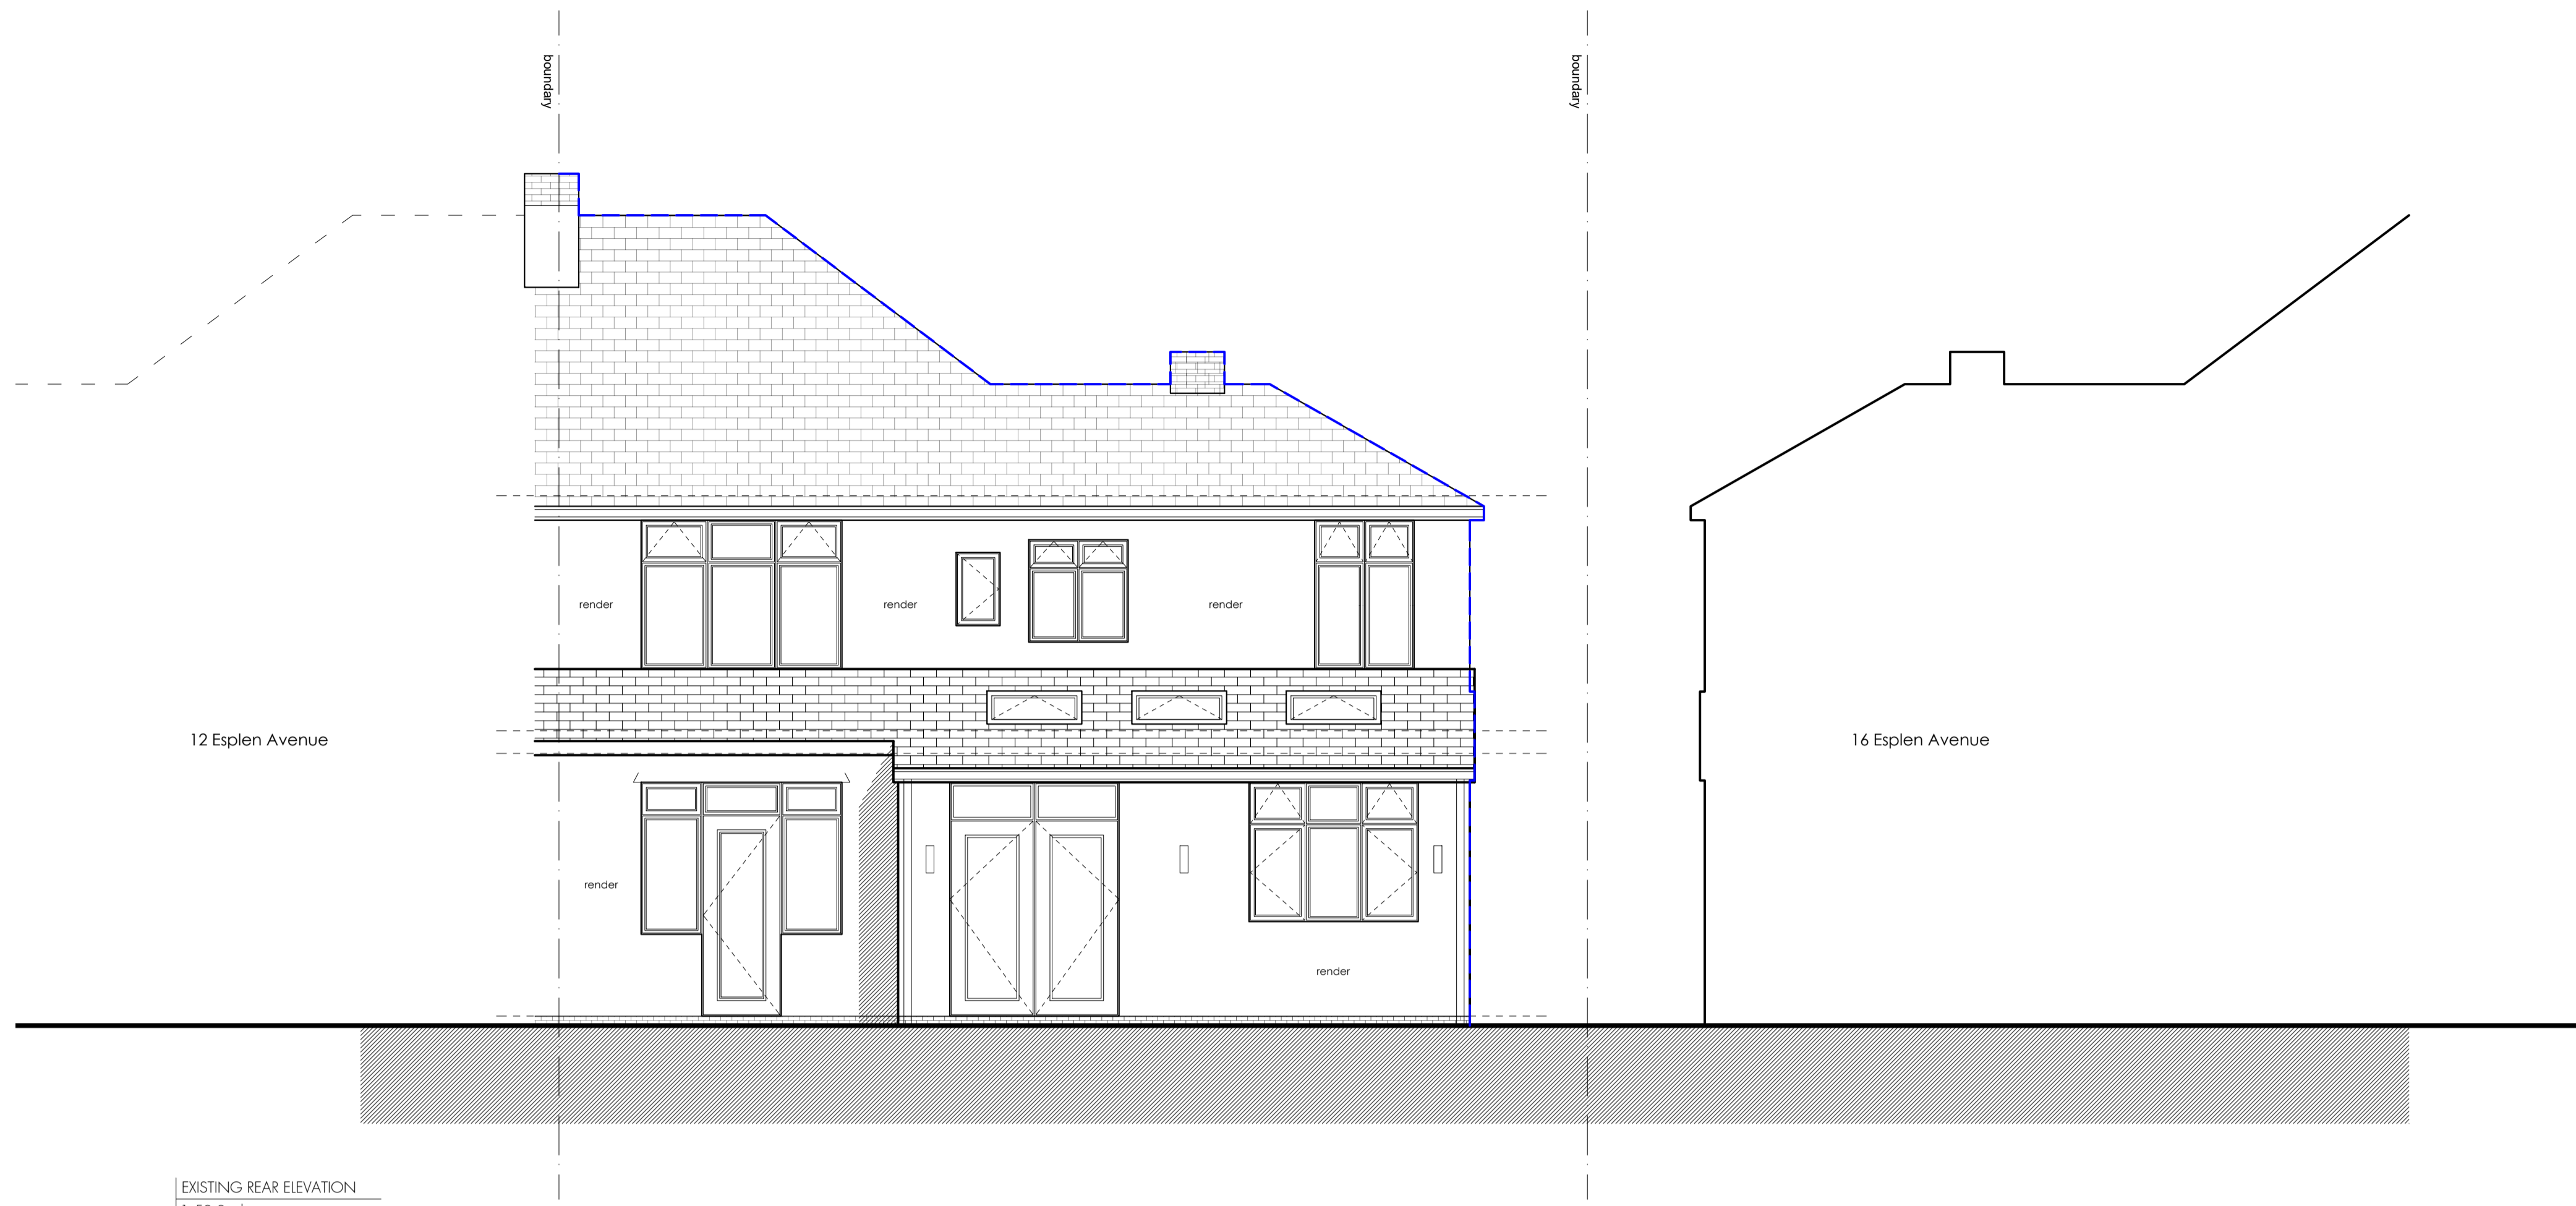 boundary
boundary
render
render
render
12 Esplen Avenue
16 Esplen Avenue
render
render
EXISTING REAR ELEVATION